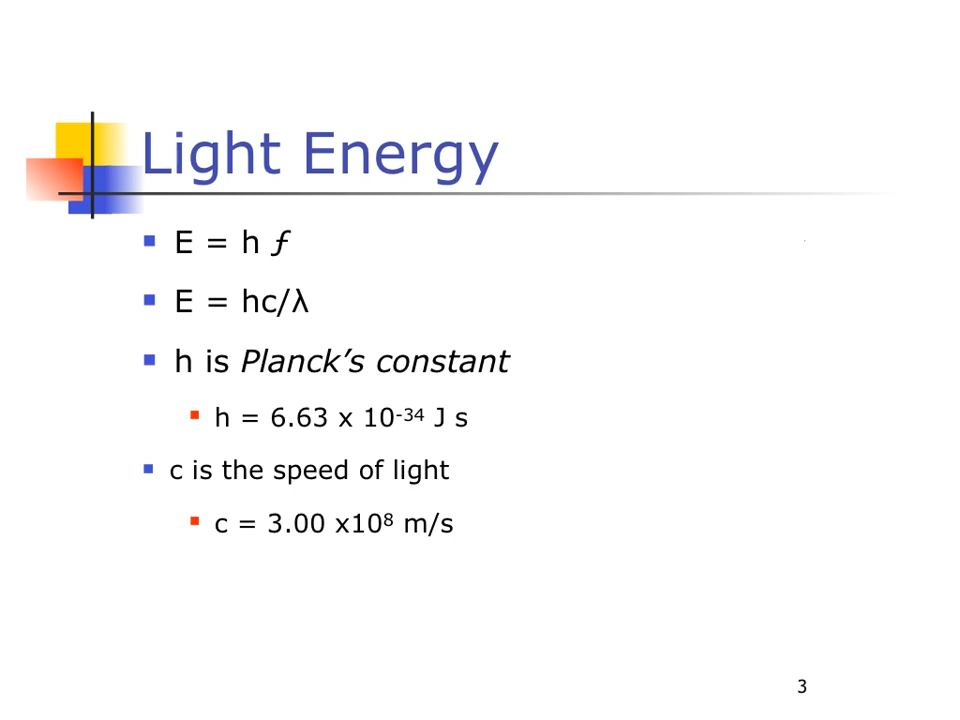 Light Energy
E = h ƒ
E = hc/λ
h is Planck’s constant
h = 6.63 x 10⁻³⁴ J s
c is the speed of light
c = 3.00 x10⁸ m/s
3